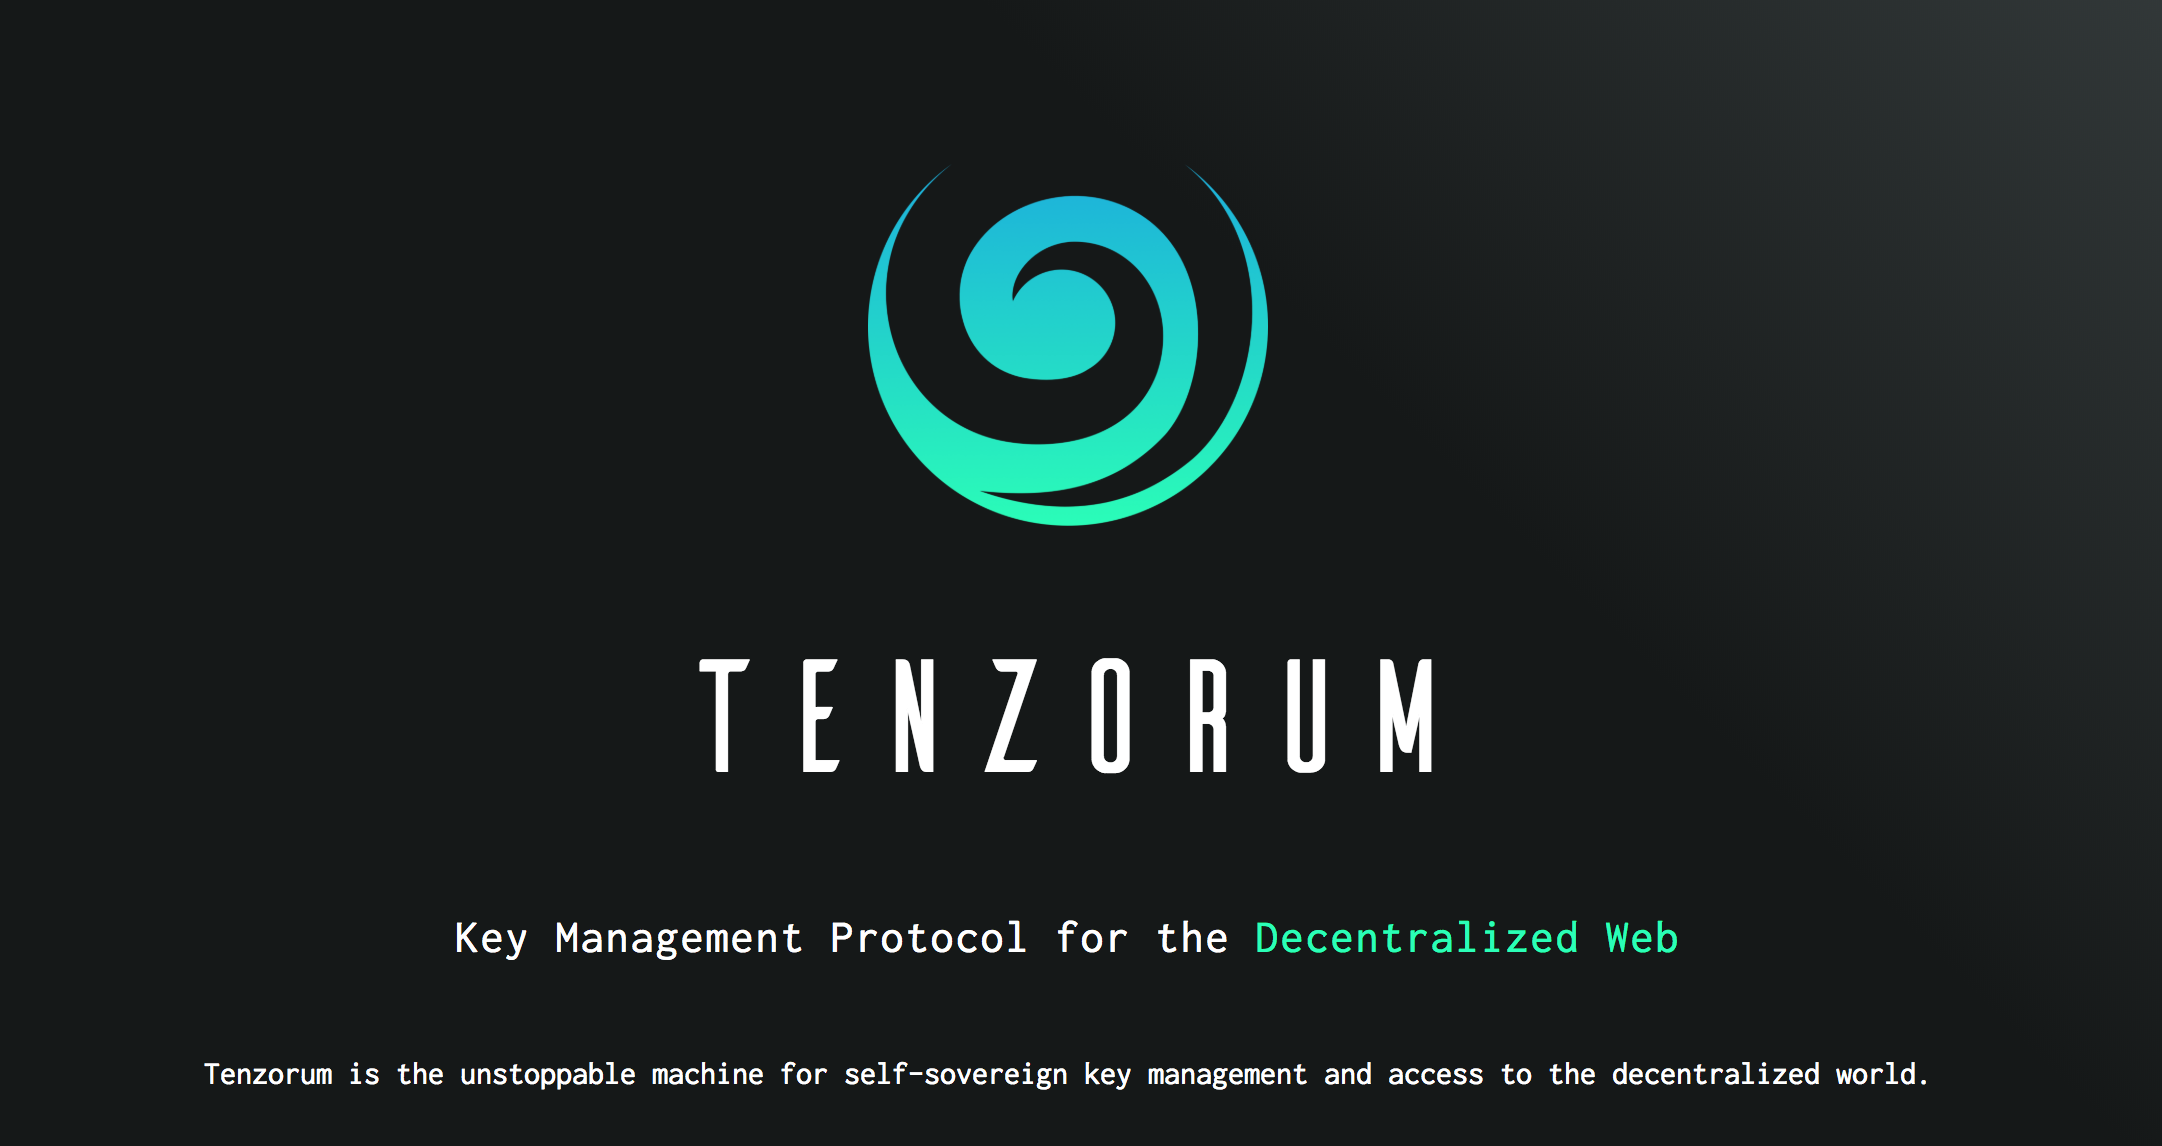 TENZORUM
Key Management Protocol for the Decentralized Web
Tenzorum is the unstoppable machine for self-sovereign key management and access to the decentralized world.